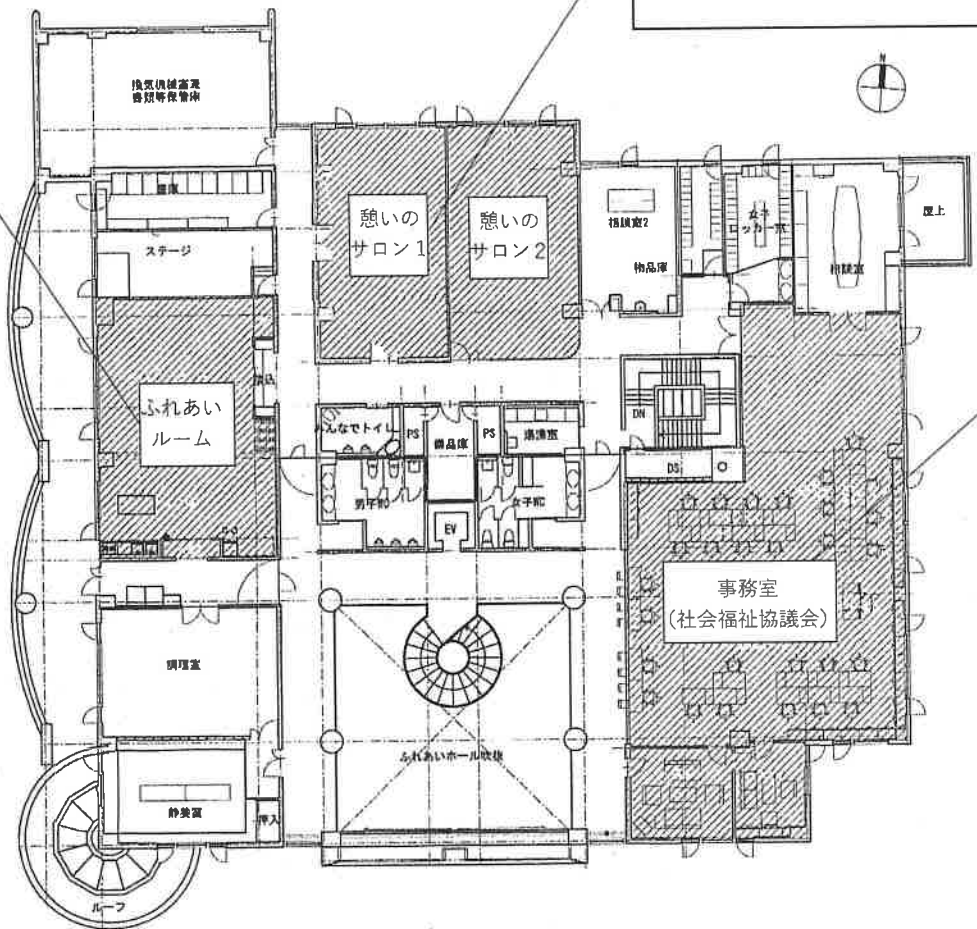 N
換気機械室兼
書類等保管庫
倉庫
ステージ
憩いの
サロン1
憩いの
サロン2
相談室2
物品庫
女子
ロッカー室
相談室
屋上
ふれあい
ルーム
みんなでトイレ
PS
備品庫
PS
湯沸室
DN
DS
男子WC
EV
女子WC
事務室
(社会福祉協議会)
調理室
ふれあいホール吹抜
静養室
押入
ルーフ